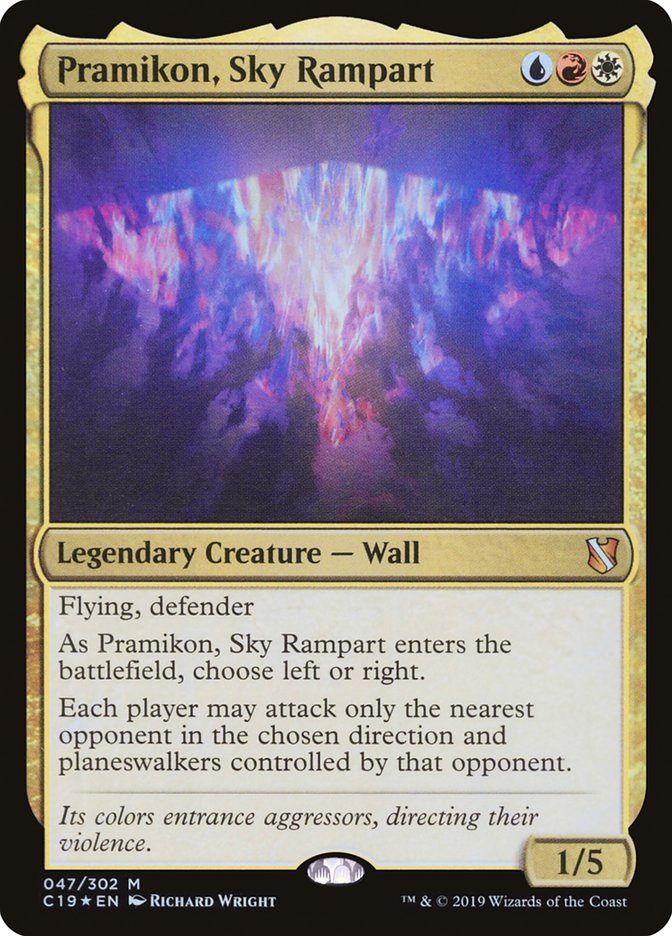 Pramikon, Sky Rampart
Legendary Creature — Wall
Flying, defender
As Pramikon, Sky Rampart enters the
battlefield, choose left or right.
Each player may attack only the nearest
opponent in the chosen direction and
planeswalkers controlled by that opponent.
Its colors entrance aggressors, directing their
violence.
1/5
047/302 M
C19★EN Richard Wright
™ & © 2019 Wizards of the Coast